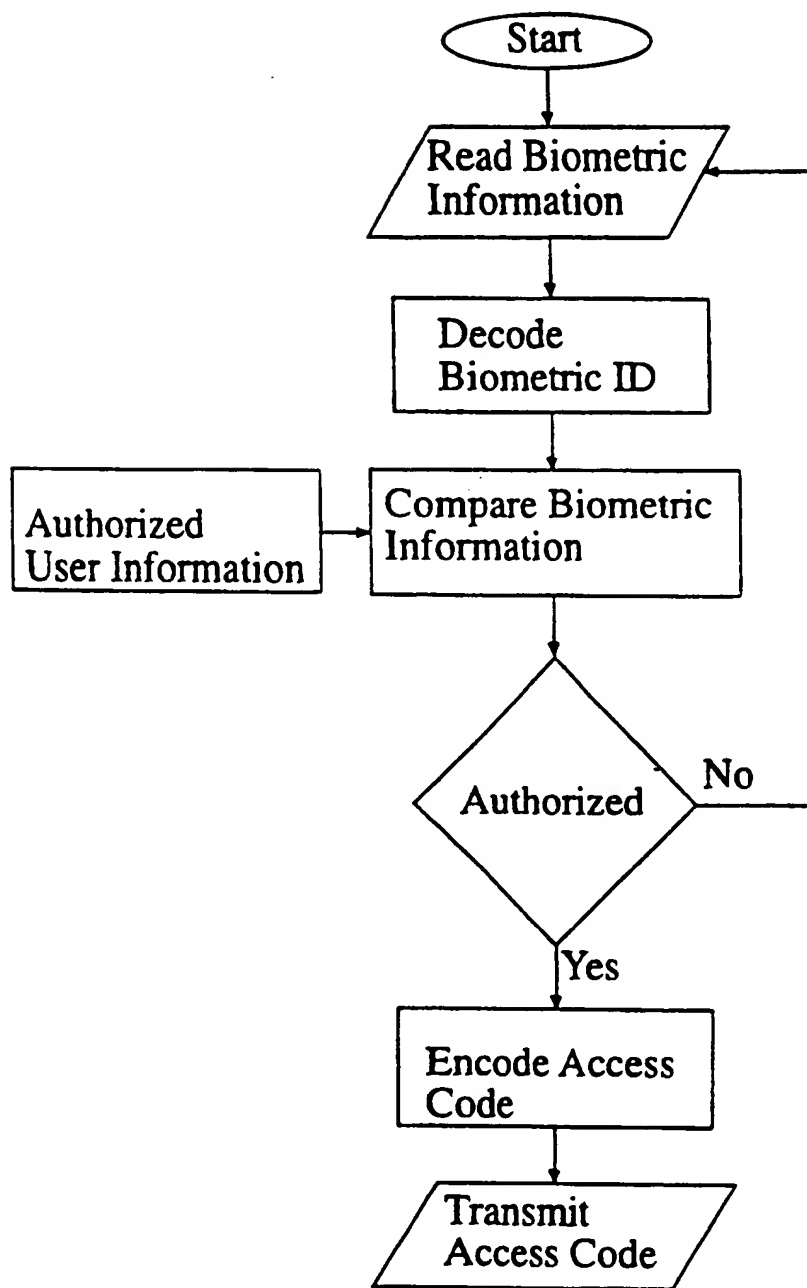 Start
Read Biometric
Information
Decode
Biometric ID
Authorized
User Information
Compare Biometric
Information
Authorized
No
Yes
Encode Access
Code
Transmit
Access Code